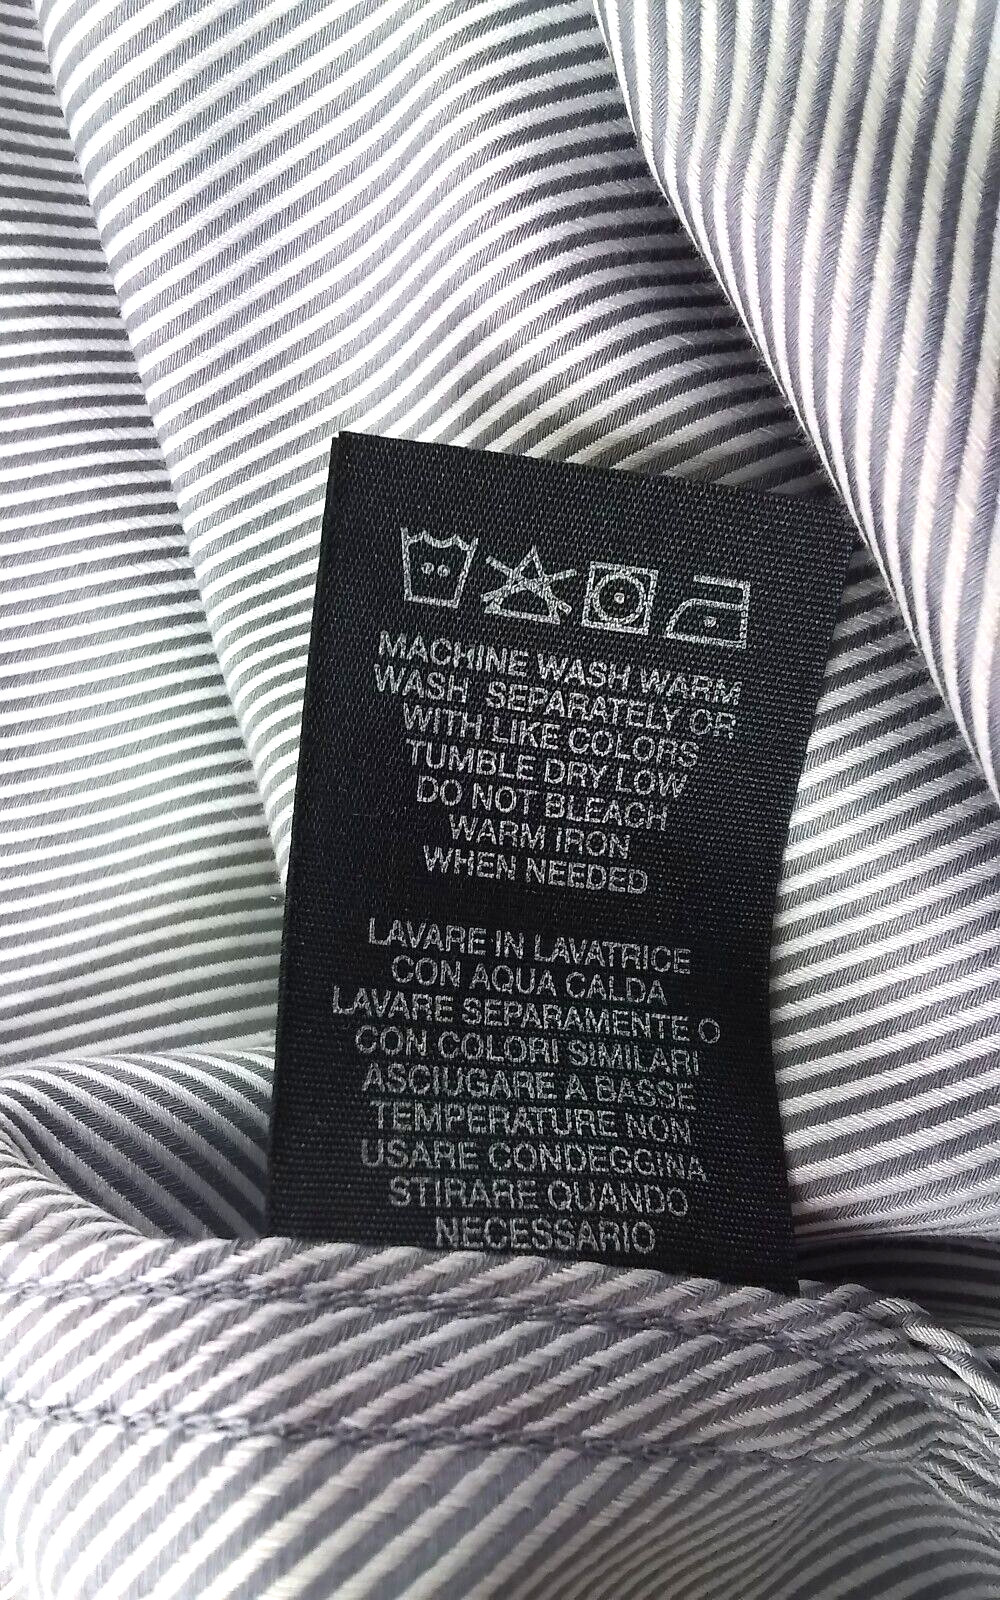 MACHINE WASH WARM
WASH SEPARATELY OR
WITH LIKE COLORS
TUMBLE DRY LOW
DO NOT BLEACH
WARM IRON
WHEN NEEDED
LAVARE IN LAVATRICE
CON AQUA CALDA
LAVARE SEPARAMENTE O
CON COLORI SIMILARI
ASCIUGARE A BASSE
TEMPERATURE NON
USARE CONDEGGINA
STIRARE QUANDO
NECESSARIO